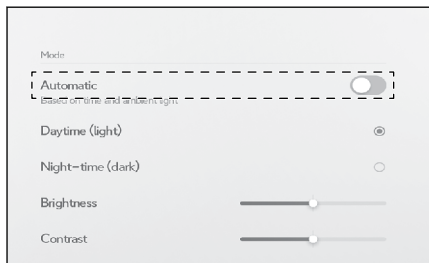 Mode
Automatic
Based on time and ambient light
Daytime (light)
Night-time (dark)
Brightness
Contrast